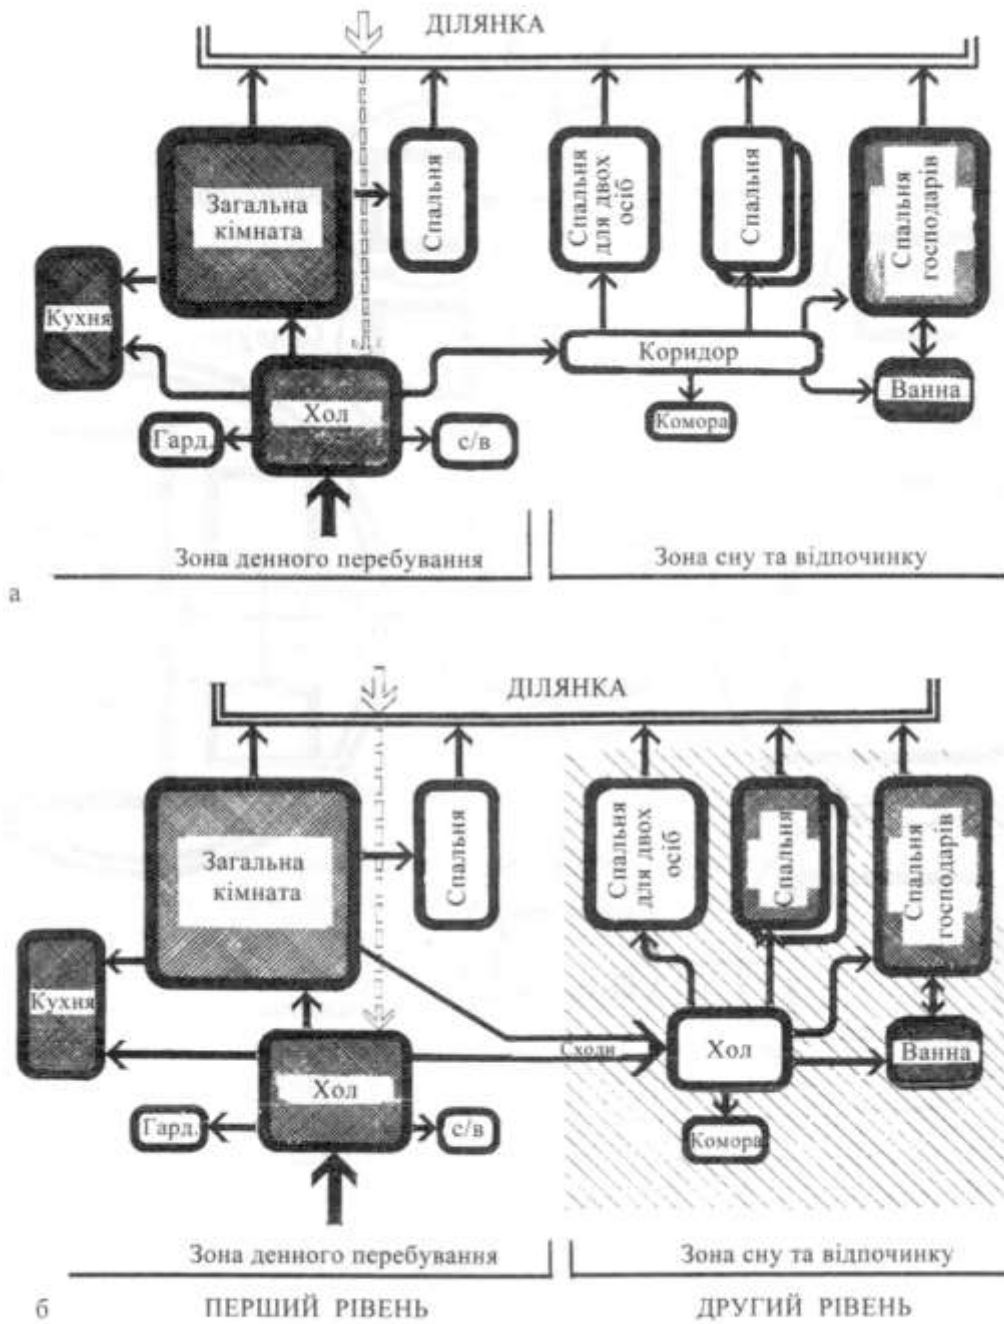 ДІЛЯНКА
Загальна
кімната
Спальня
Спальня
для двох
осіб
Спальня
Спальня
господарів
Кухня
Хол
Коридор
Ванна
Гард.
с/в
Комора
Зона денного перебування
Зона сну та відпочинку
а
ДІЛЯНКА
Загальна
кімната
Спальня
Спальня
для двох
осіб
Спальня
Спальня
господарів
Кухня
Хол
Сходи
Хол
Ванна
Гард.
с/в
Комора
Зона денного перебування
Зона сну та відпочинку
б
ПЕРШИЙ РІВЕНЬ
ДРУГИЙ РІВЕНЬ